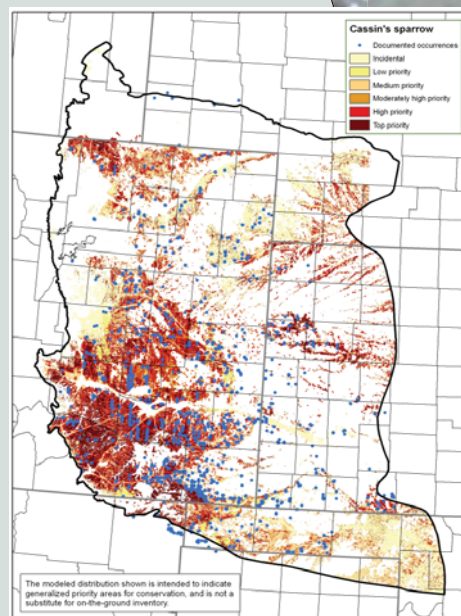 Cassin's sparrow
Documented occurrences
Incidental
Low priority
Medium priority
Moderately high priority
High priority
Top priority
The modeled distribution shown is intended to indicate
generalized priority areas for conservation, and is not a
substitute for on-the-ground inventory.